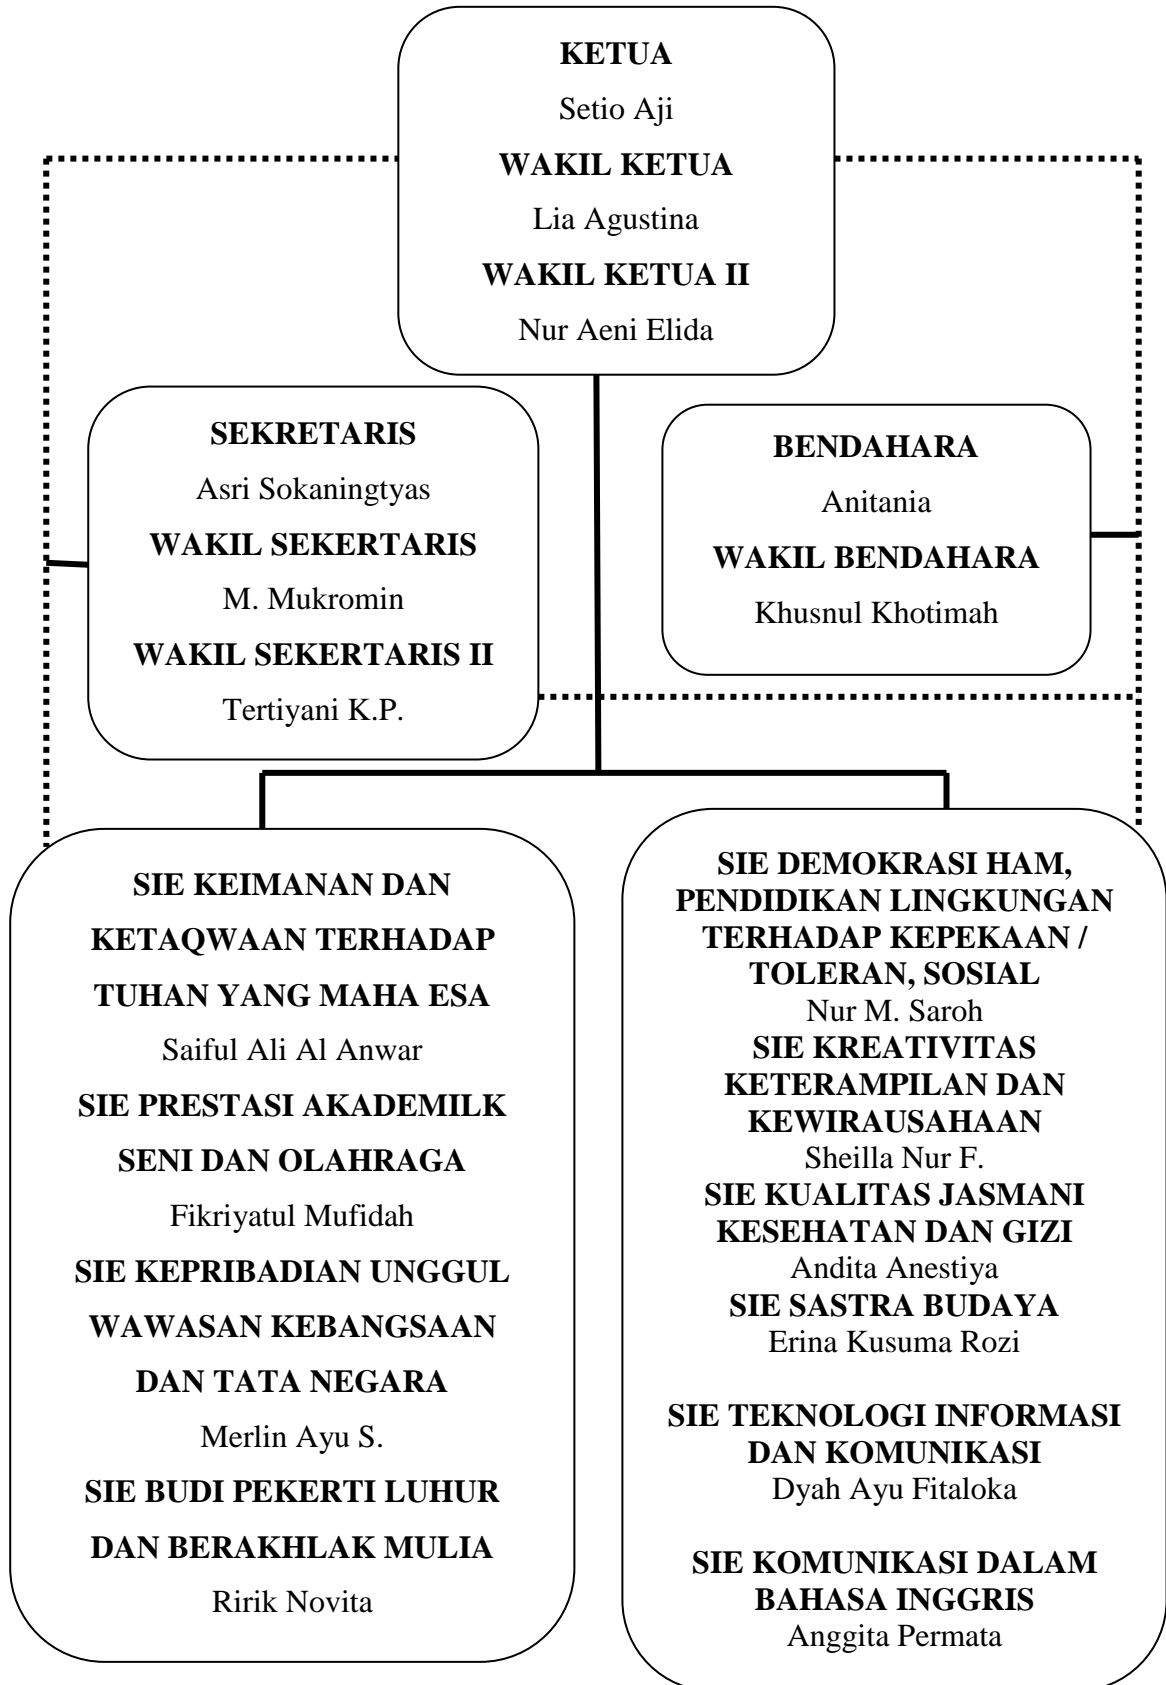 KETUA
Setio Aji
WAKIL KETUA
Lia Agustina
WAKIL KETUA II
Nur Aeni Elida
SEKRETARIS
Asri Sokaningtyas
WAKIL SEKERTARIS
M. Mukromin
WAKIL SEKERTARIS II
Tertiyani K.P.
BENDAHARA
Anitania
WAKIL BENDAHARA
Khusnul Khotimah
SIE KEIMANAN DAN
KETAQWAAN TERHADAP
TUHAN YANG MAHA ESA
Saiful Ali Al Anwar
SIE PRESTASI AKADEMILK
SENI DAN OLAHRAGA
Fikriyatul Mufidah
SIE KEPRIBADIAN UNGGUL
WAWASAN KEBANGSAAN
DAN TATA NEGARA
Merlin Ayu S.
SIE BUDI PEKERTI LUHUR
DAN BERAKHLAK MULIA
Ririk Novita
SIE DEMOKRASI HAM,
PENDIDIKAN LINGKUNGAN
TERHADAP KEPEKAAN /
TOLERAN, SOSIAL
Nur M. Saroh
SIE KREATIVITAS
KETERAMPILAN DAN
KEWIRAUSAHAAN
Sheilla Nur F.
SIE KUALITAS JASMANI
KESEHATAN DAN GIZI
Andita Anestiya
SIE SASTRA BUDAYA
Erina Kusuma Rozi
SIE TEKNOLOGI INFORMASI
DAN KOMUNIKASI
Dyah Ayu Fitaloka
SIE KOMUNIKASI DALAM
BAHASA INGGRIS
Anggita Permata